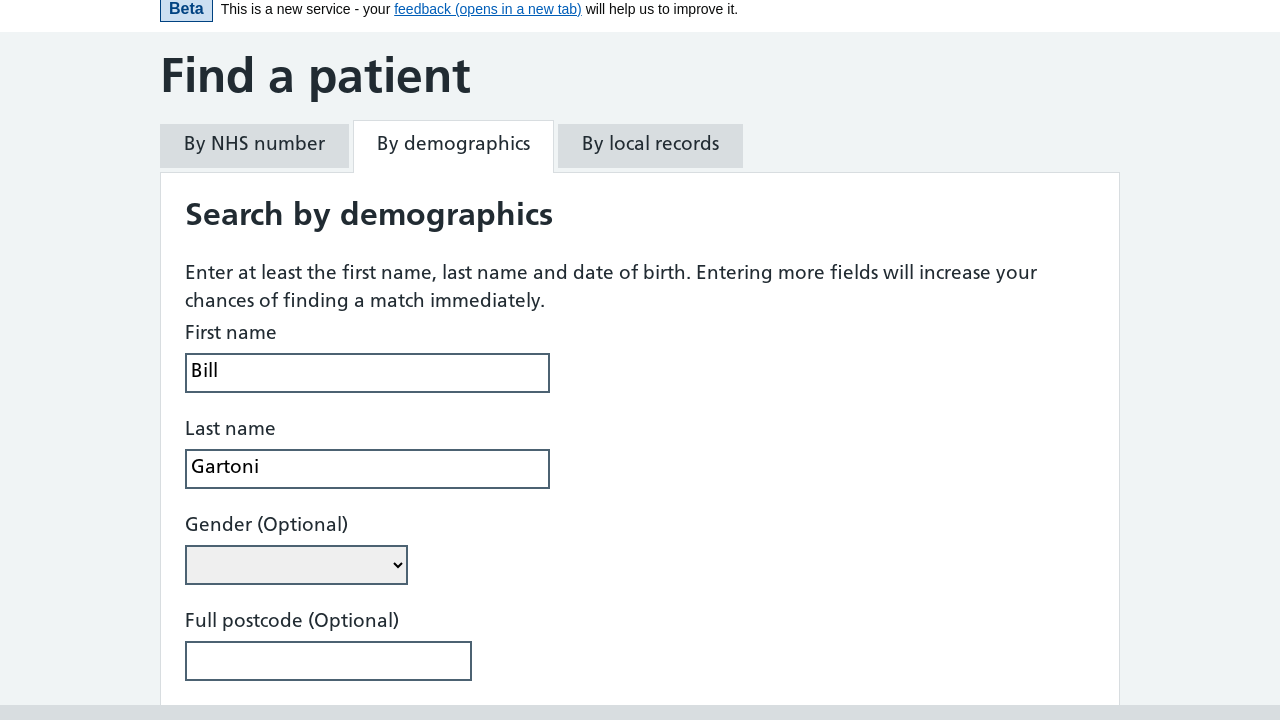 Beta This is a new service - your feedback (opens in a new tab) will help us to improve it.
Find a patient
By NHS number By demographics By local records
Search by demographics
Enter at least the first name, last name and date of birth. Entering more fields will increase your
chances of finding a match immediately.
First name
Bill
Last name
Gartoni
Gender (Optional)
Full postcode (Optional)